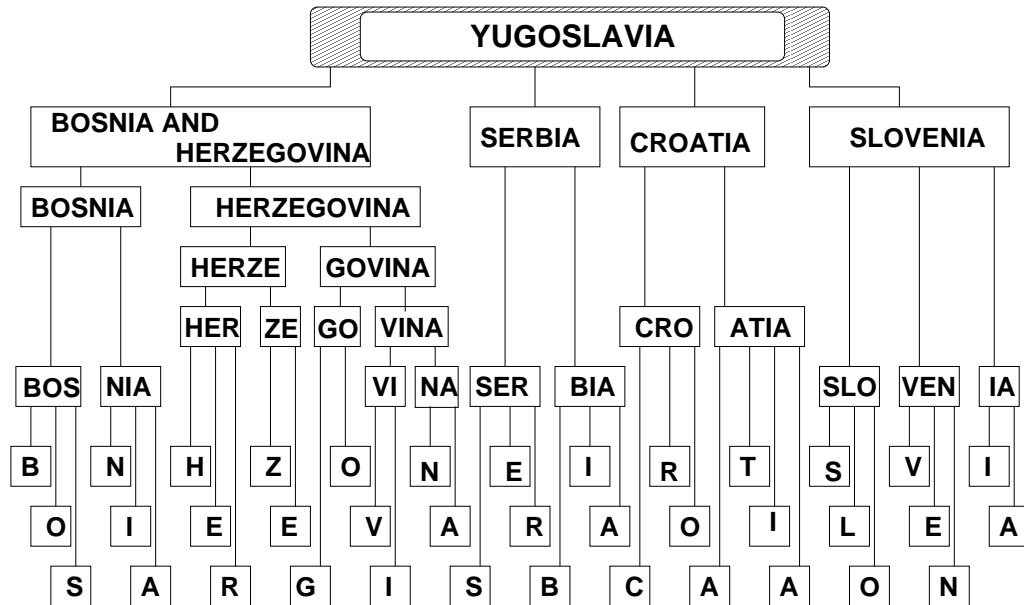 YUGOSLAVIA
BOSNIA AND
HERZEGOVINA
SERBIA
CROATIA
SLOVENIA
BOSNIA
HERZEGOVINA
HERZE
GOVINA
HER
ZE
GO
VINA
CRO
ATIA
BOS
NIA
VI
NA
SER
BIA
SLO
VEN
IA
B
N
H
Z
O
N
E
I
R
T
S
V
I
O
I
E
E
V
A
R
A
O
I
L
E
A
S
A
R
G
I
S
B
C
A
A
O
N